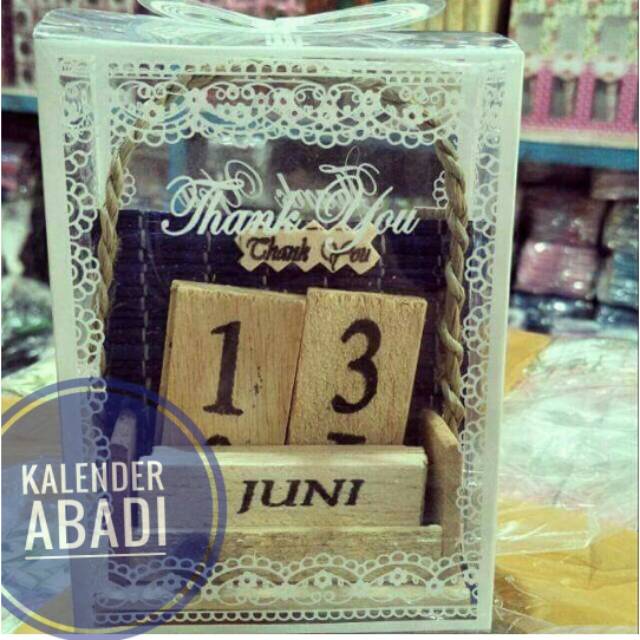 Thank You
Thank You
1 3
JUNI
KALENDER
ABADI